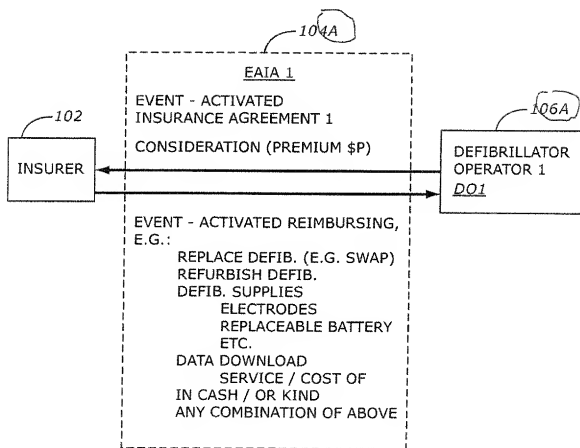 104A
EAIA 1
EVENT - ACTIVATED
INSURANCE AGREEMENT 1
102
106A
INSURER
CONSIDERATION (PREMIUM $P)
DEFIBRILLATOR
OPERATOR 1
DO1
EVENT - ACTIVATED REIMBURSING,
E.G.:
REPLACE DEFIB. (E.G. SWAP)
REFURBISH DEFIB.
DEFIB. SUPPLIES
ELECTRODES
REPLACEABLE BATTERY
ETC.
DATA DOWNLOAD
SERVICE / COST OF
IN CASH / OR KIND
ANY COMBINATION OF ABOVE